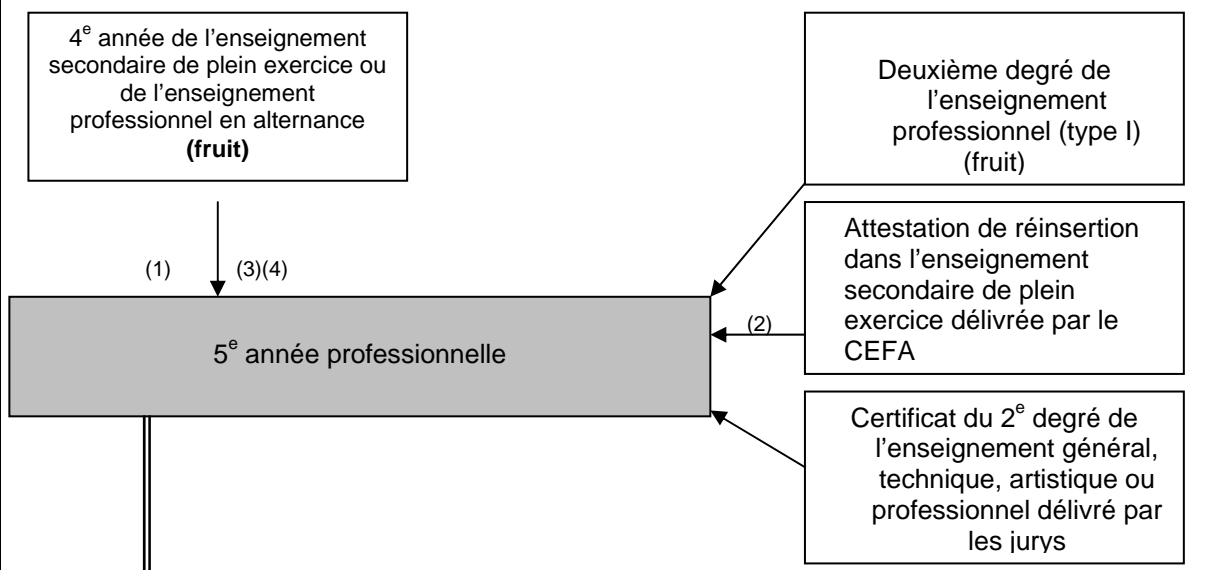 4e année de l'enseignement
secondaire de plein exercice ou
de l'enseignement
professionnel en alternance
(fruit)
Deuxième degré de
l'enseignement
professionnel (type I)
(fruit)
Attestation de réinsertion
dans l'enseignement
secondaire de plein
exercice délivrée par le
CEFA
(1)
(3)(4)
(2)
5e année professionnelle
Certificat du 2e degré de
l'enseignement général,
technique, artistique ou
professionnel délivré par
les jurys